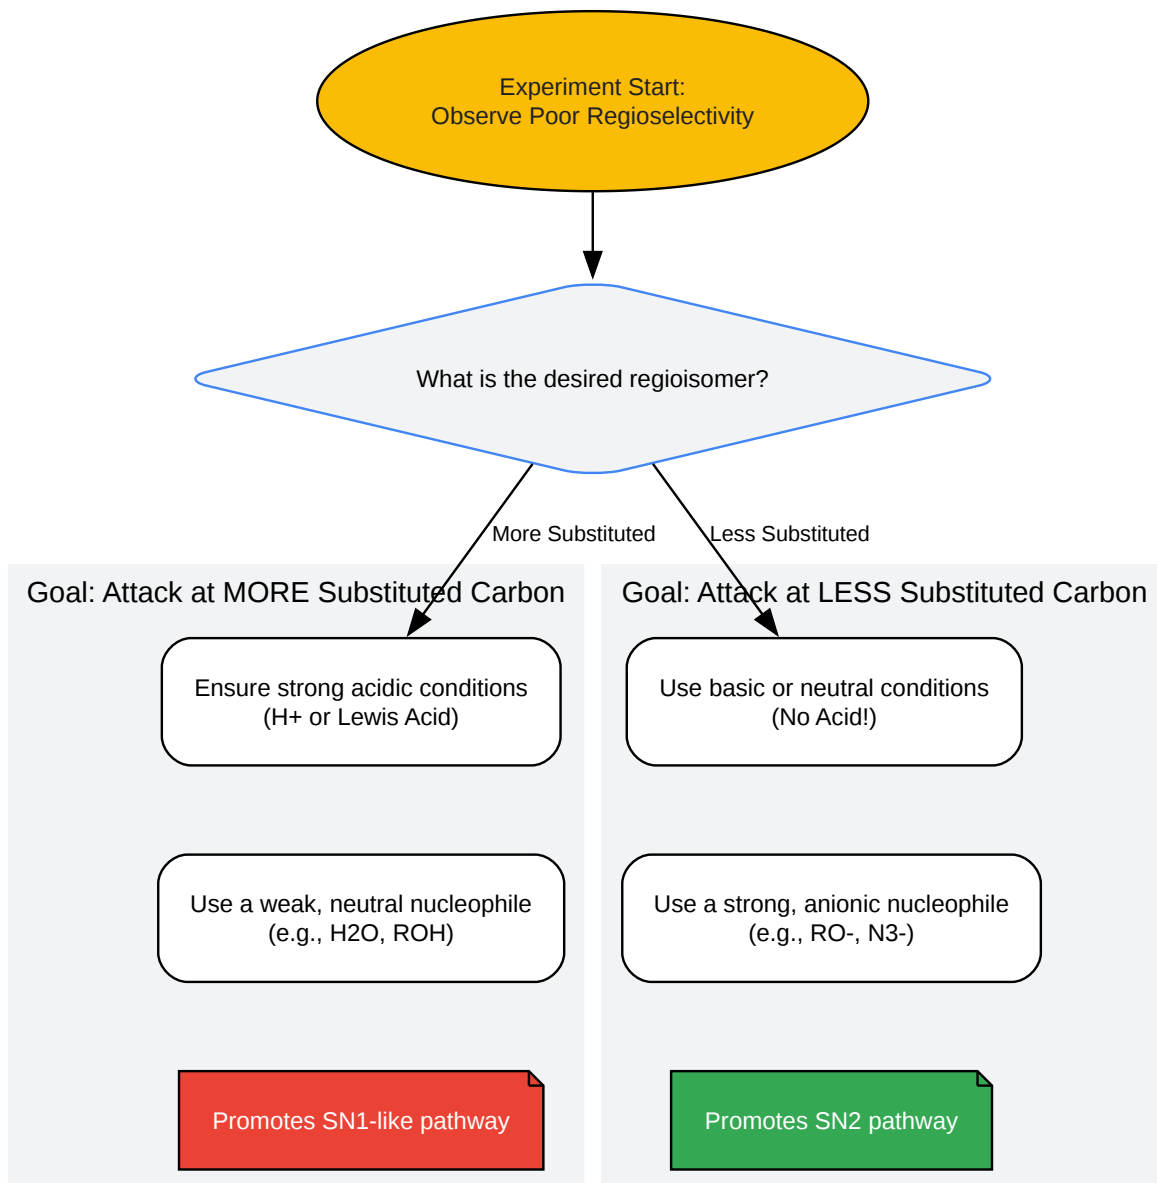 Experiment Start:
Observe Poor Regioselectivity
What is the desired regioisomer?
More Substituted
Less Substituted
Goal: Attack at MORE Substituted Carbon
Ensure strong acidic conditions
(H+ or Lewis Acid)
Use a weak, neutral nucleophile
(e.g., H2O, ROH)
Promotes SN1-like pathway
Goal: Attack at LESS Substituted Carbon
Use basic or neutral conditions
(No Acid!)
Use a strong, anionic nucleophile
(e.g., RO-, N3-)
Promotes SN2 pathway